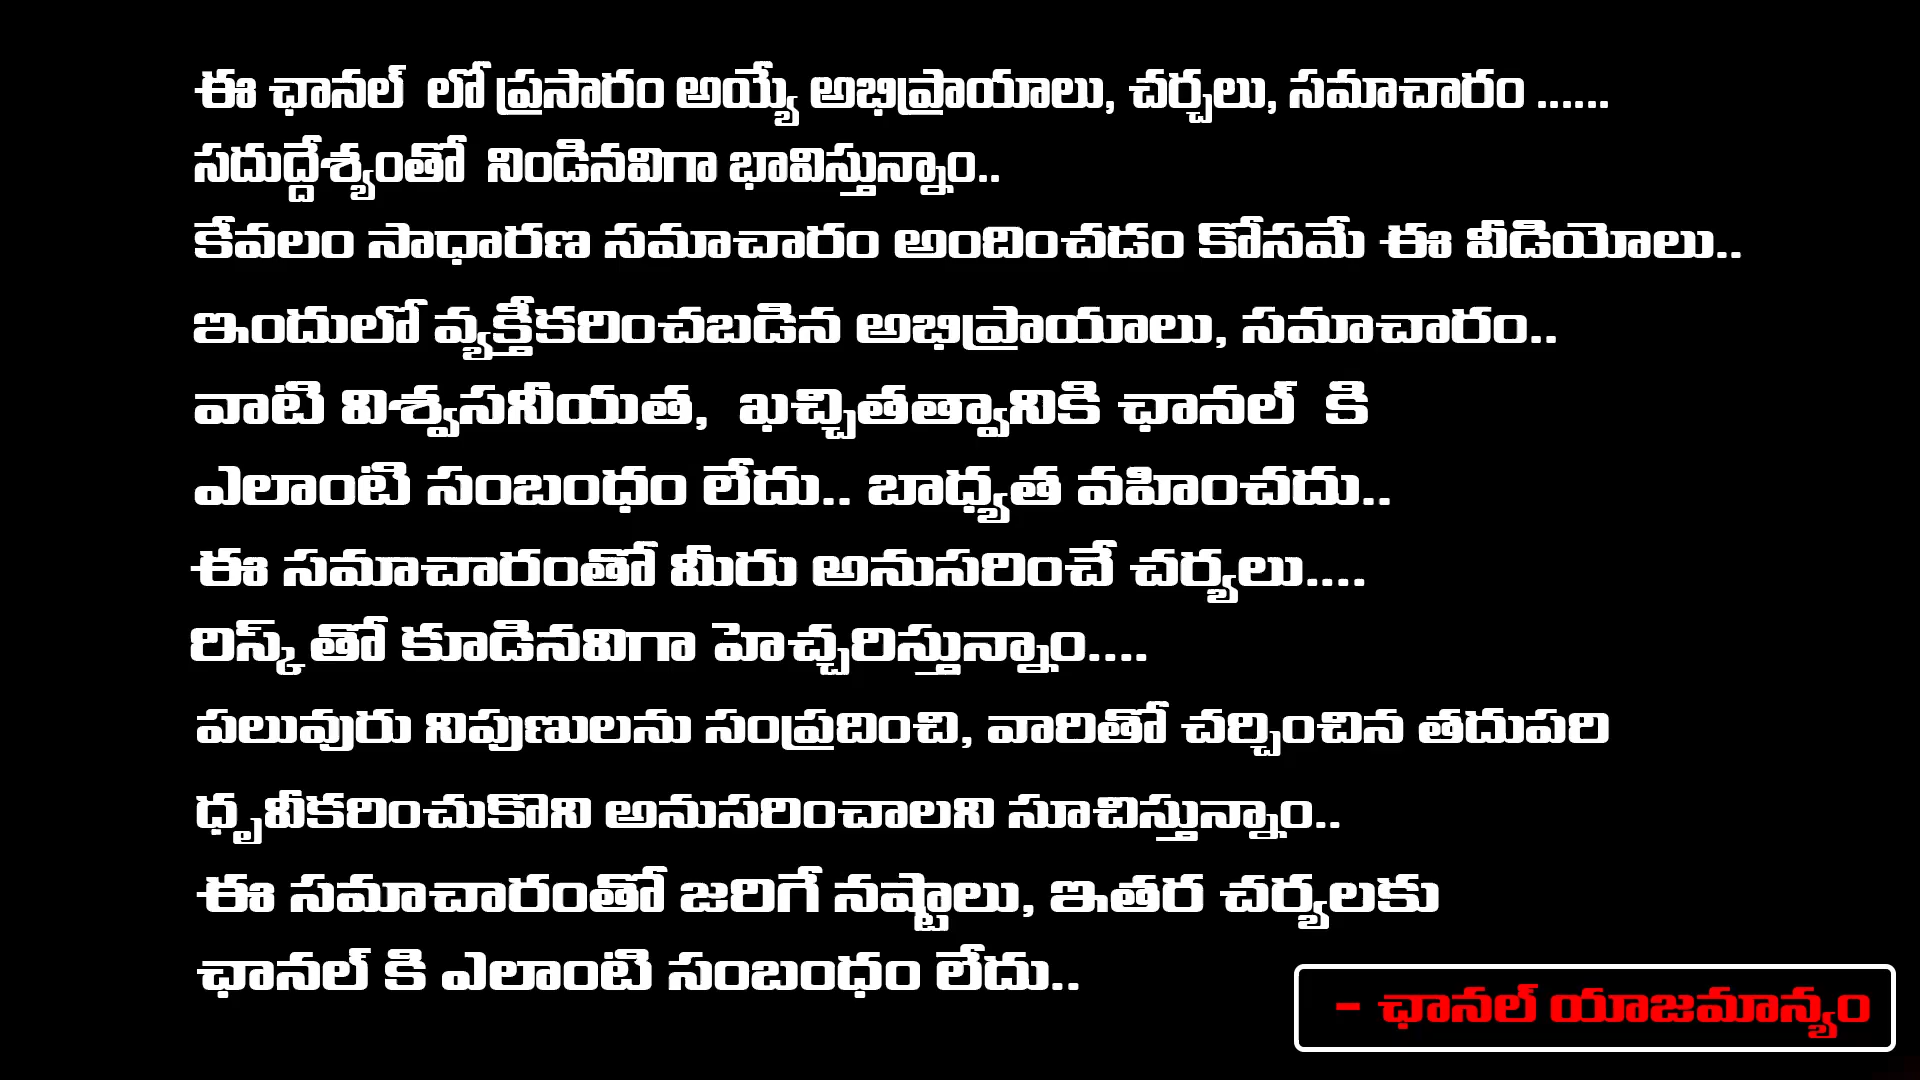 ఈ ఛానల్ లో ప్రసారం అయ్యే అభిప్రాయాలు, చర్చలు, సమాచారం ......
సదుద్దేశ్యంతో నిండినవిగా భావిస్తున్నాం..
కేవలం సాధారణ సమాచారం అందించడం కోసమే ఈ వీడియోలు..
ఇందులో వ్యక్తీకరించబడిన అభిప్రాయాలు, సమాచారం..
వాటి విశ్వసనీయత, ఖచ్చితత్వానికి ఛానల్ కి
ఎలాంటి సంబంధం లేదు.. బాధ్యత వహించదు..
ఈ సమాచారంతో మీరు అనుసరించే చర్యలు....
రిస్క్ తో కూడినవిగా హెచ్చరిస్తున్నాం....
పలువురు నిపుణులను సంప్రదించి, వారితో చర్చించిన తదుపరి
ధృవీకరించుకొని అనుసరించాలని సూచిస్తున్నాం..
ఈ సమాచారంతో జరిగే నష్టాలు, ఇతర చర్యలకు
ఛానల్ కి ఎలాంటి సంబంధం లేదు..
- ఛానల్ యాజమాన్యం